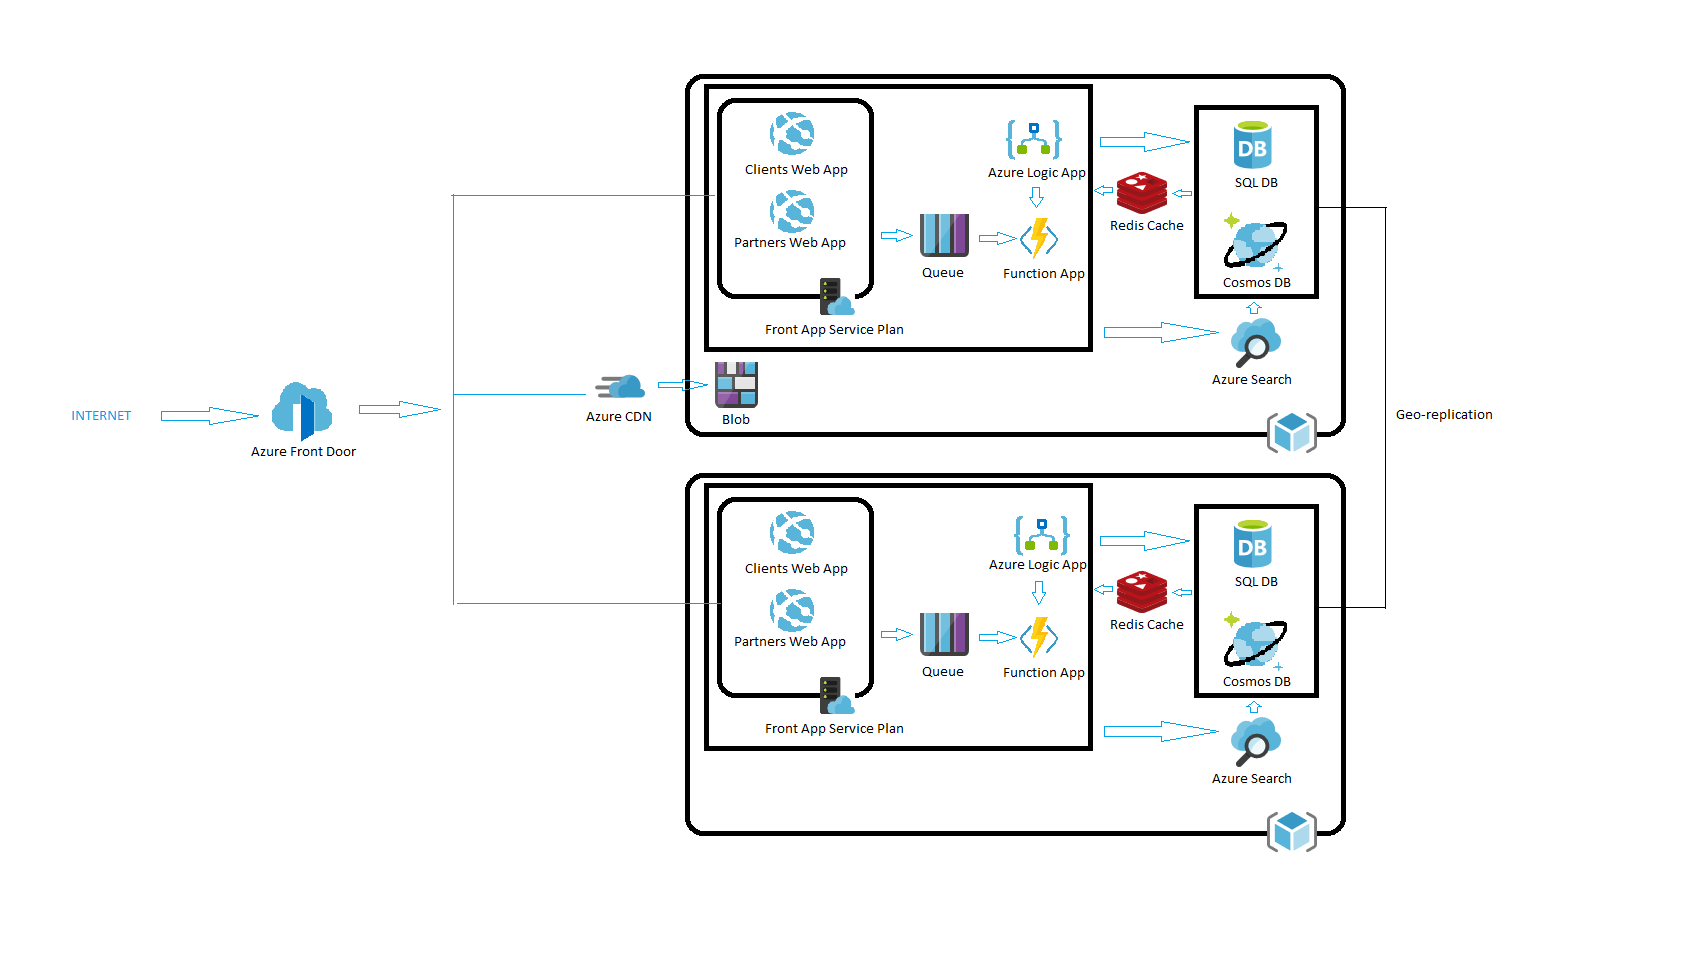 INTERNET
Azure Front Door
Azure CDN
Clients Web App
Partners Web App
Front App Service Plan
Queue
Azure Logic App
Function App
Redis Cache
DB
SQL DB
Cosmos DB
Azure Search
Blob
Geo-replication
Clients Web App
Partners Web App
Front App Service Plan
Queue
Azure Logic App
Function App
Redis Cache
DB
SQL DB
Cosmos DB
Azure Search